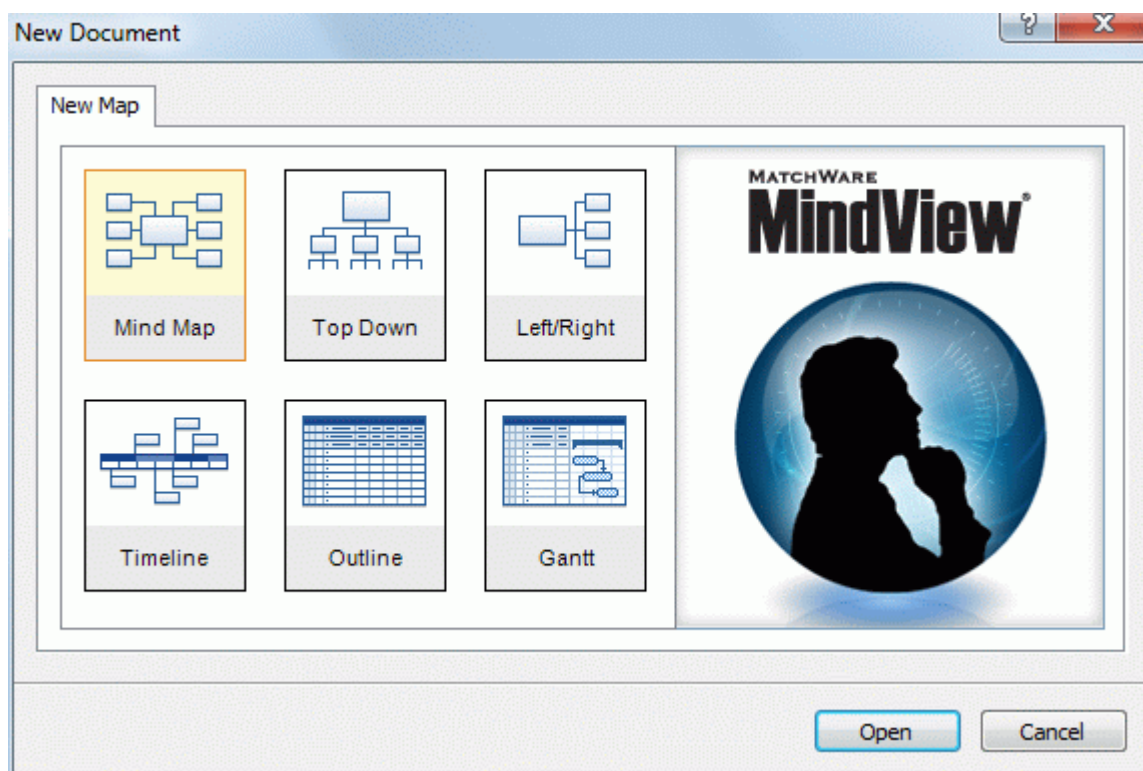 New Document
New Map
Mind Map
Top Down
Left/Right
Timeline
Outline
Gantt
MATCHWARE
MindView®
Open
Cancel